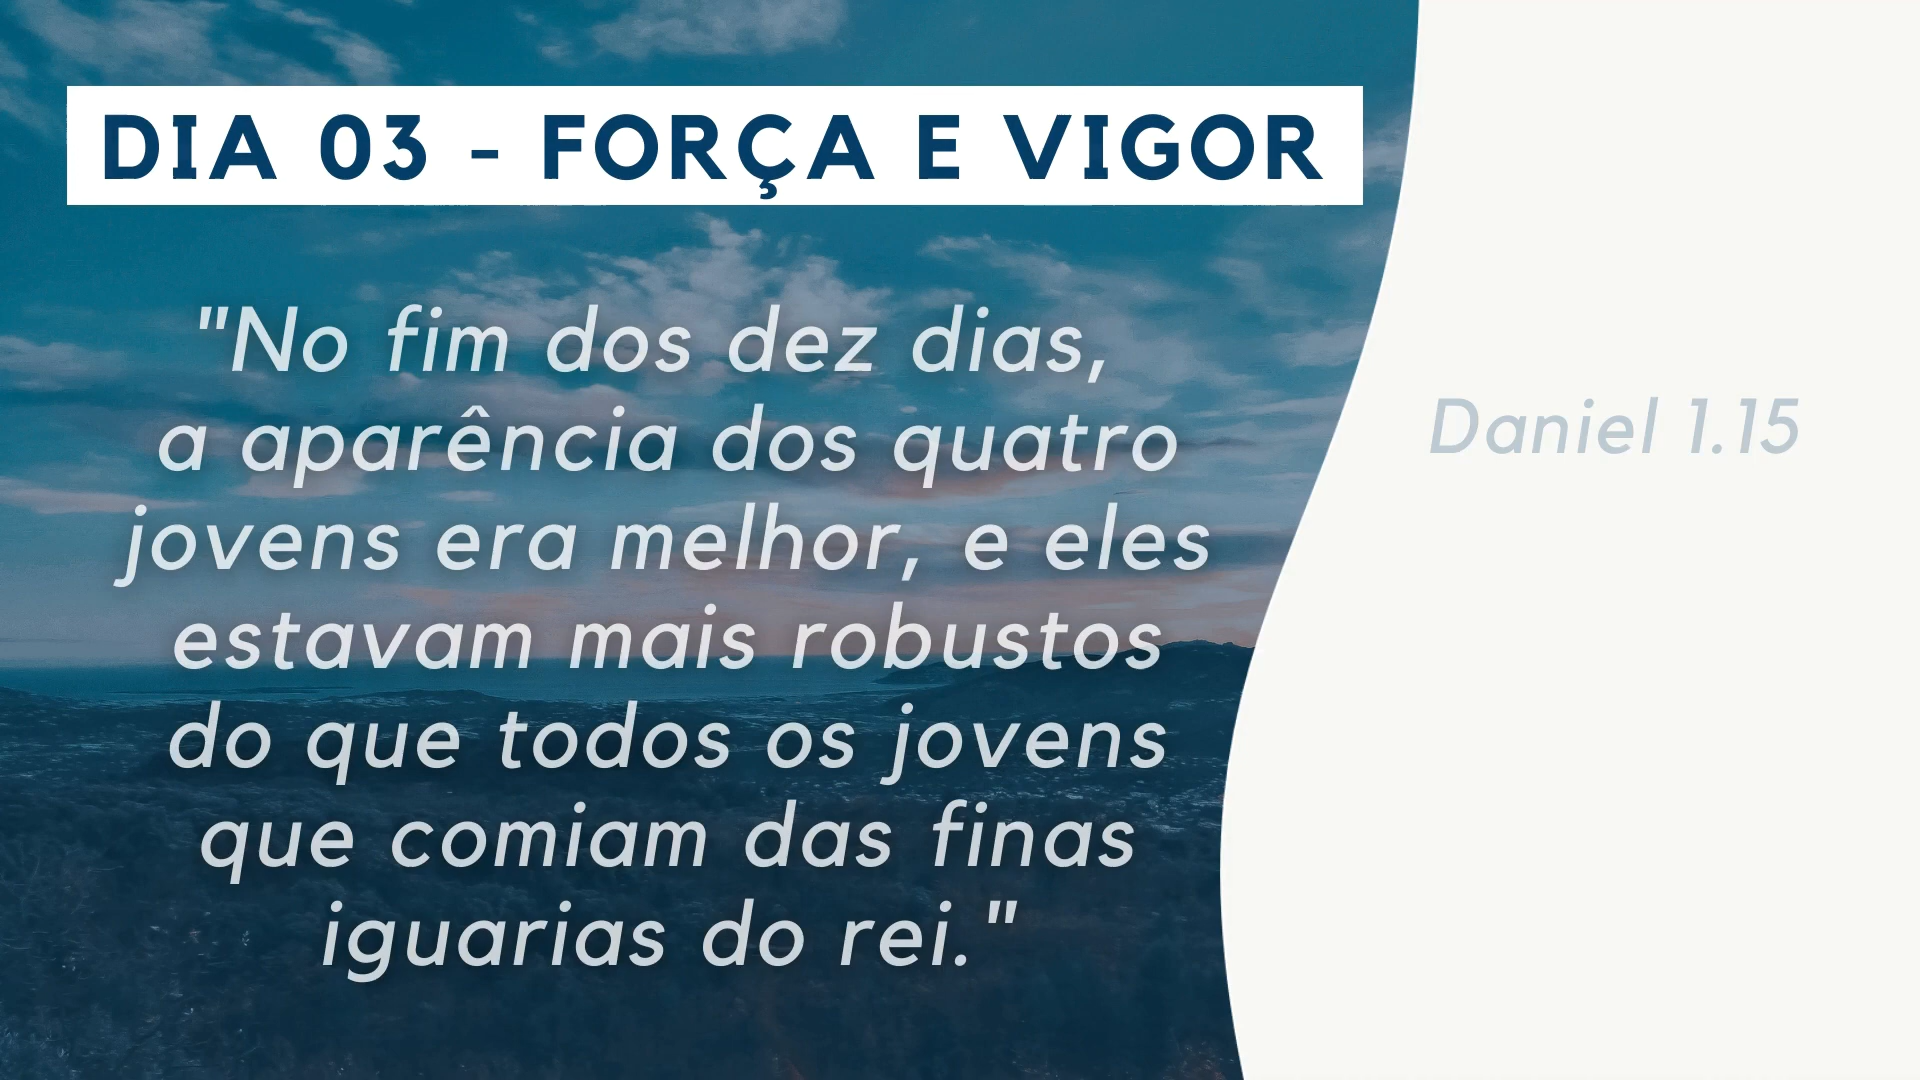 DIA 03 - FORÇA E VIGOR
"No fim dos dez dias,
a aparência dos quatro
jovens era melhor, e eles
estavam mais robustos
do que todos os jovens
que comiam das finas
iguarias do rei."
Daniel 1.15